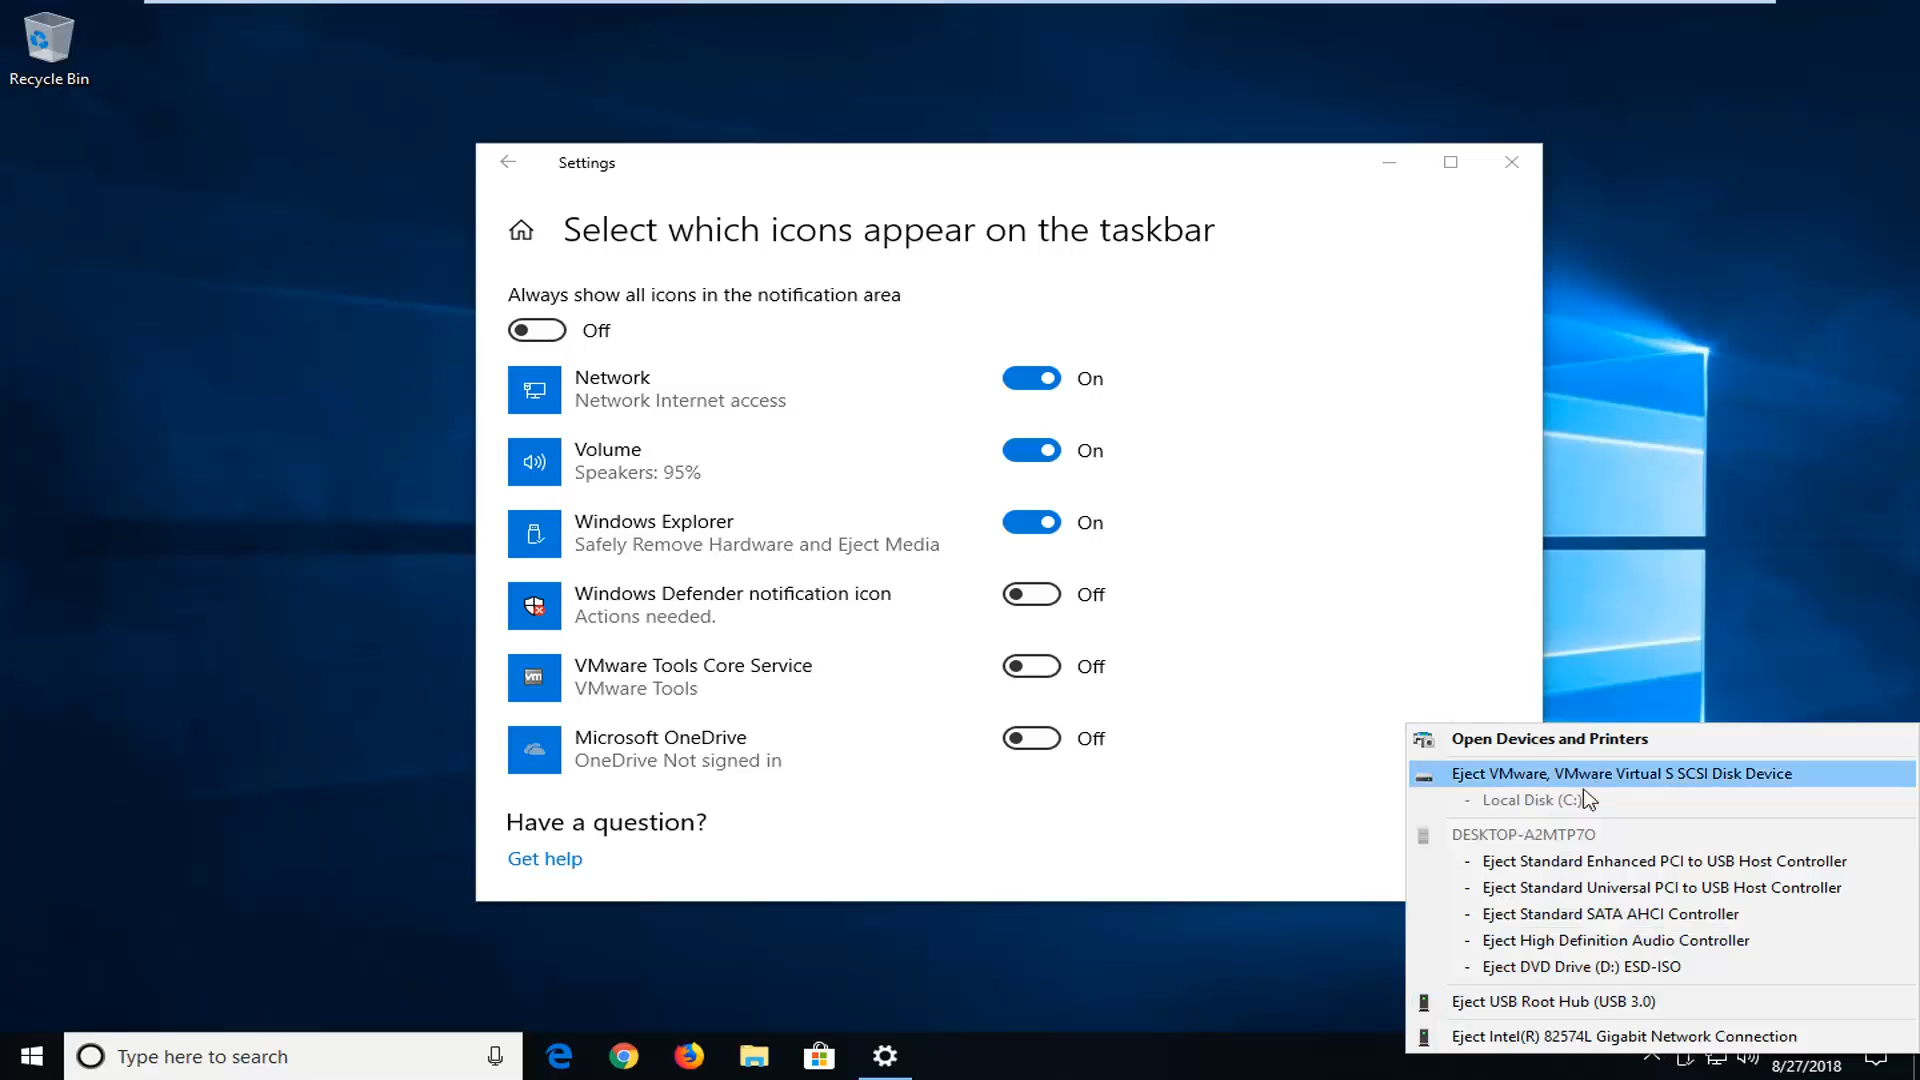 Recycle Bin
Settings
Select which icons appear on the taskbar
Always show all icons in the notification area
Off
Network
Network Internet access
On
Volume
Speakers: 95%
On
Windows Explorer
Safely Remove Hardware and Eject Media
On
Windows Defender notification icon
Actions needed.
Off
vm
VMware Tools Core Service
VMware Tools
Off
Microsoft OneDrive
OneDrive Not signed in
Off
Have a question?
Get help
Open Devices and Printers
Eject VMware, VMware Virtual S SCSI Disk Device
- Local Disk (C:)
DESKTOP-A2MTP7O
- Eject Standard Enhanced PCI to USB Host Controller
- Eject Standard Universal PCI to USB Host Controller
- Eject Standard SATA AHCI Controller
- Eject High Definition Audio Controller
- Eject DVD Drive (D:) ESD-ISO
Eject USB Root Hub (USB 3.0)
Eject Intel(R) 82574L Gigabit Network Connection
Type here to search
8/27/2018